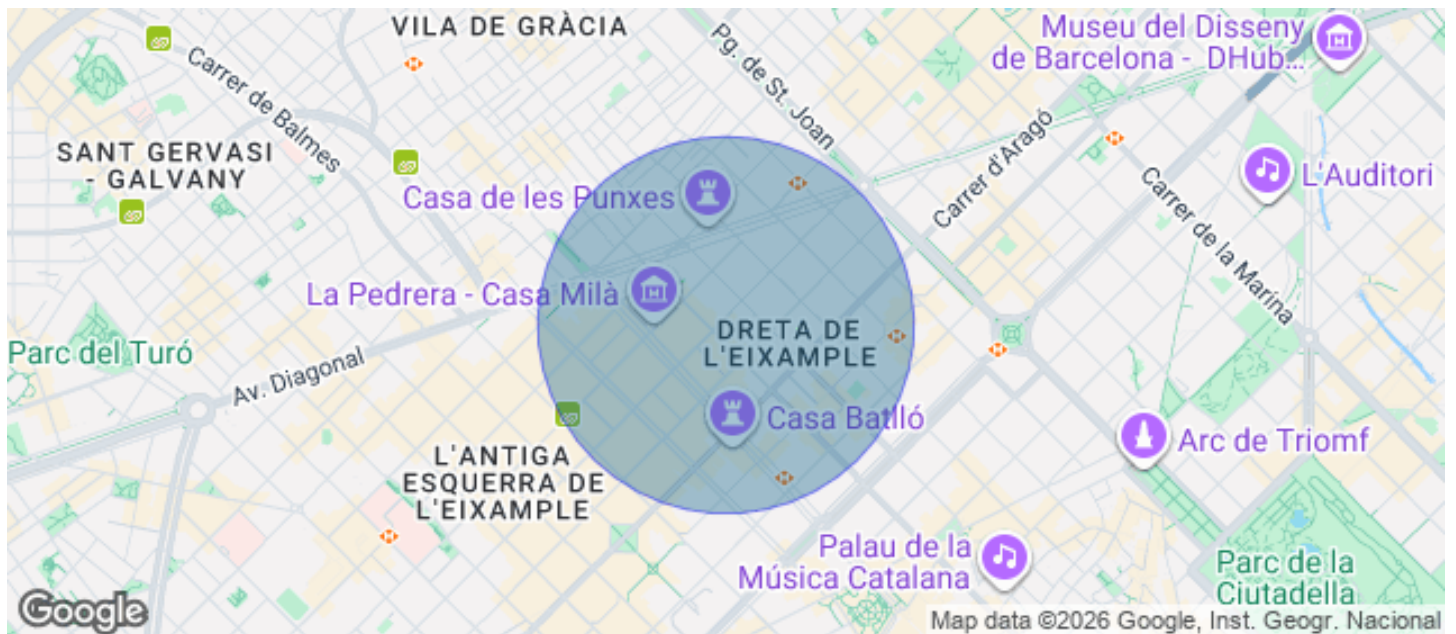 VILA DE GRÀCIA
Museu del Disseny
de Barcelona - DHub...
Pg. de St. Joan
Carrer de Balmes
SANT GERVASI
- GALVANY
Carrer d'Aragó
L'Auditori
Casa de les Punxes
Carrer de la Marina
La Pedrera - Casa Milà
DRETA DE
L'EIXAMPLE
Parc del Turó
Av. Diagonal
Casa Batlló
Arc de Triomf
L'ANTIGA
ESQUERRA DE
L'EIXAMPLE
Palau de la
Música Catalana
Parc de la
Ciutadella
Google
Map data ©2026 Google, Inst. Geogr. Nacional